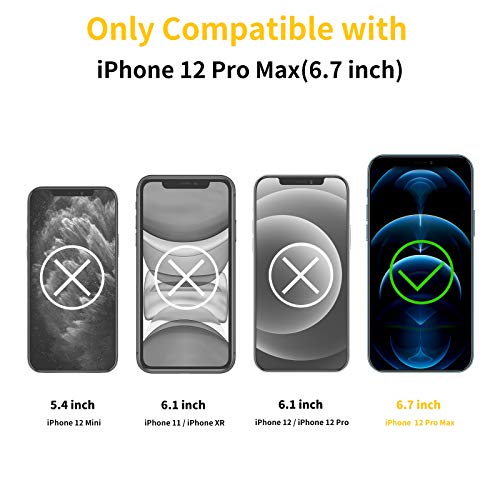 Only Compatible with
iPhone 12 Pro Max(6.7 inch)
5.4 inch
iPhone 12 Mini
6.1 inch
iPhone 11 / iPhone XR
6.1 inch
iPhone 12 / iPhone 12 Pro
6.7 inch
iPhone 12 Pro Max